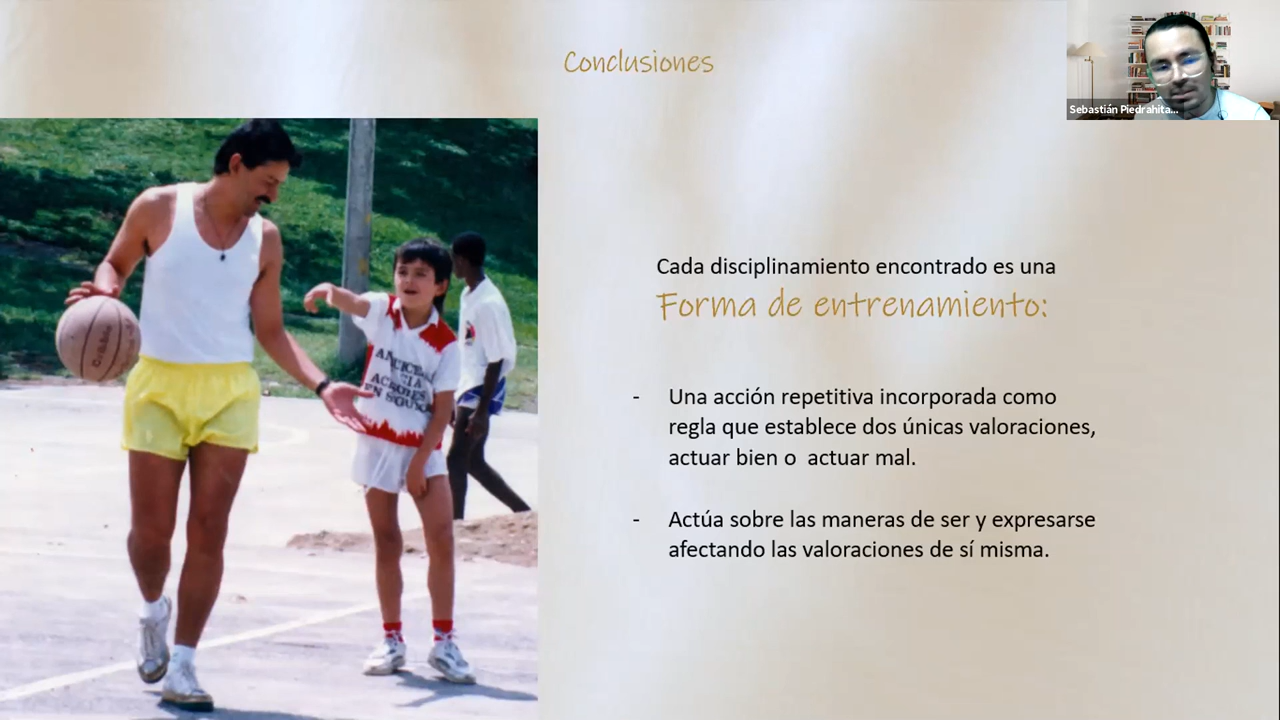 Conclusiones
Sebastián Piedrahita...
Cada disciplinamiento encontrado es una
Forma de entrenamiento:
- Una acción repetitiva incorporada como
regla que establece dos únicas valoraciones,
actuar bien o actuar mal.
- Actúa sobre las maneras de ser y expresarse
afectando las valoraciones de sí misma.
ACEITES